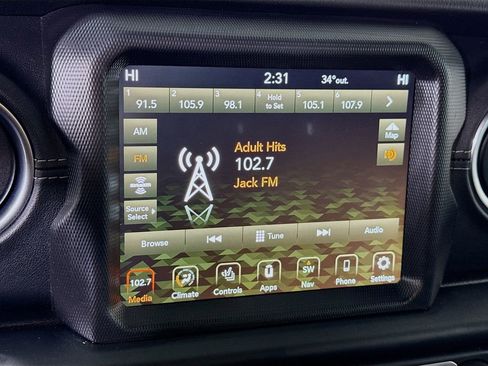 HI 2:31 34°out. HI
1 2 3 4 5 6
91.5 105.9 98.1 Hold to Set 105.1 107.9
AM
Map
FM
Adult Hits
102.7
Jack FM
Source
Select
Browse Tune Audio
102.7 SW
Media Climate Controls Apps Nav Phone Settings